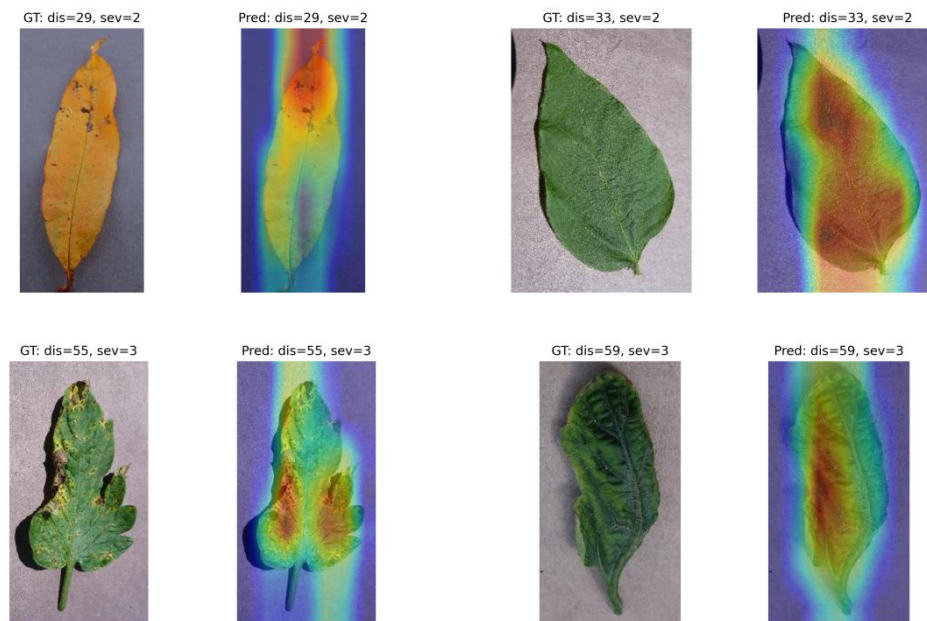 GT: dis=29, sev=2
Pred: dis=29, sev=2
GT: dis=33, sev=2
Pred: dis=33, sev=2
GT: dis=55, sev=3
Pred: dis=55, sev=3
GT: dis=59, sev=3
Pred: dis=59, sev=3